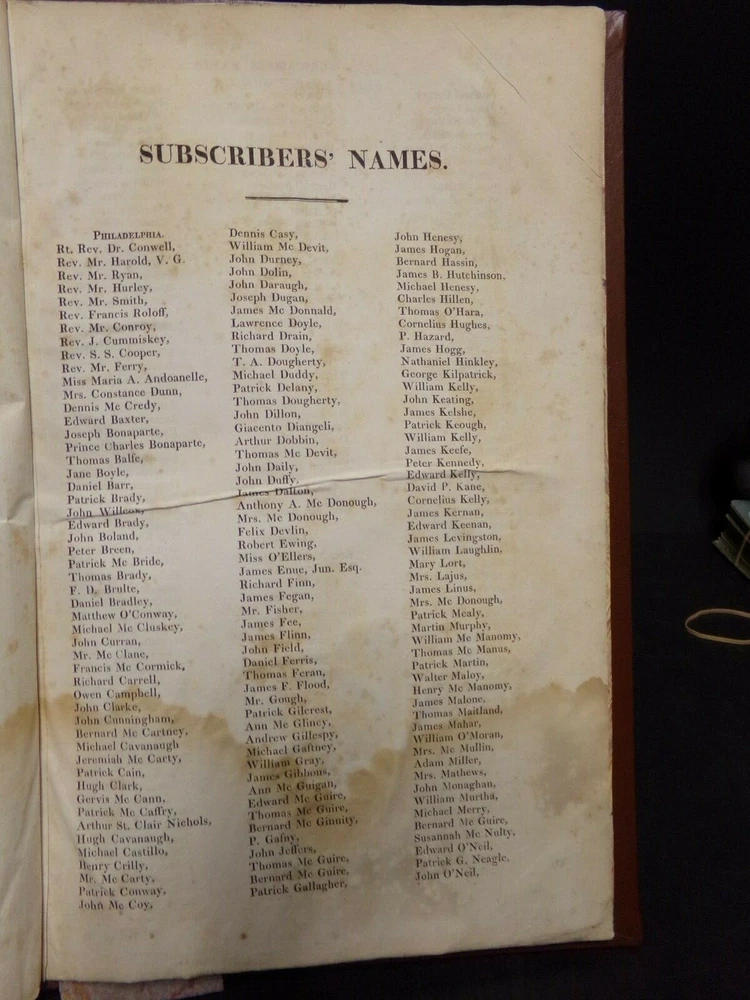 SUBSCRIBERS' NAMES.
PHILADELPHIA.
Rt. Rev. Dr. Conwell,
Rev. Mr. Harold, V. G.
Rev. Mr. Ryan,
Rev. Mr. Hurley,
Rev. Mr. Smith,
Rev. Francis Roloff,
Rev. Mr. Conroy,
Rev. J. Cummiskey,
Rev. S. S. Cooper,
Rev. Mr. Ferry,
Miss Maria A. Andoanelle,
Mrs. Constance Dunn,
Dennis Mc Credy,
Edward Baxter,
Joseph Bonaparte,
Prince Charles Bonaparte,
Thomas Balfe,
Jane Boyle,
Daniel Barr,
Patrick Brady,
John Willcox,
Edward Brady,
John Boland,
Peter Breen,
Patrick Mc Bride,
Thomas Brady,
F. D. Brulte,
Daniel Bradley,
Matthew O'Conway,
Michael Mc Cluskey,
John Curran,
Mr. Mc Clane,
Francis Mc Cormick,
Richard Carrell,
Owen Campbell,
John Clarke,
John Cunningham,
Bernard Mc Cartney,
Michael Cavanaugh
Jeremiah Mc Carty,
Patrick Cain,
Hugh Clark,
Gervis Mc Cann,
Patrick Mc Caffry,
Arthur St. Clair Nichols,
Hugh Cavanaugh,
Michael Castillo,
Henry Crilly,
Mr. Mc Carty,
Patrick Conway,
John Mc Coy,
Dennis Casy,
William Mc Devit,
John Durney,
John Dolin,
John Daraugh,
Joseph Dugan,
James Mc Donnald,
Lawrence Doyle,
Richard Drain,
Thomas Doyle,
T. A. Dougherty,
Michael Duddy,
Patrick Delany,
Thomas Dougherty,
John Dillon,
Giacento Diangeli,
Arthur Dobbin,
Thomas Mc Devit,
John Daily,
John Duffy,
James Dalton,
Anthony A. Mc Donough,
Mrs. Mc Donough,
Felix Devlin,
Robert Ewing,
Miss O'Ellers,
James Enue, Jun. Esq.
Richard Finn,
James Fegan,
Mr. Fisher,
James Fee,
James Flinn,
John Field,
Daniel Ferris,
Thomas Feran,
James F. Flood,
Mr. Gough,
Patrick Gilcrest,
Ann Mc Glincy,
Andrew Gillespy,
Michael Gaftney,
William Gray,
James Gibbons,
Ann Mc Guigan,
Edward Mc Guire,
Thomas Mc Guire,
Bernard Mc Ginnity,
P. Gafny,
John Jeffers,
Thomas Mc Guire,
Bernard Mc Guire,
Patrick Gallagher,
John Henesy,
James Hogan,
Bernard Hassin,
James B. Hutchinson,
Michael Henesy,
Charles Hillen,
Thomas O'Hara,
Cornelius Hughes,
P. Hazard,
James Hogg,
Nathaniel Hinkley,
George Kilpatrick,
William Kelly,
John Keating,
James Kelshe,
Patrick Keough,
William Kelly,
James Keefe,
Peter Kennedy,
Edward Kelly,
David P. Kane,
Cornelius Kelly,
James Kernan,
Edward Keenan,
James Levingston,
William Laughlin,
Mary Lort,
Mrs. Lajus,
James Linus,
Mrs. Mc Donough,
Patrick Mealy,
Martin Murphy,
William Mc Manomy,
Thomas Mc Manus,
Patrick Martin,
Walter Maloy,
Henry Mc Manomy,
James Malone,
Thomas Maitland,
James Mahar,
William O'Moran,
Mrs. Mc Mullin,
Adam Miller,
Mrs. Mathews,
John Monaghan,
William Murtha,
Michael Merry,
Bernard Mc Guire,
Susannah Mc Nulty,
Edward O'Neil,
Patrick G. Neagle,
John O'Neil,